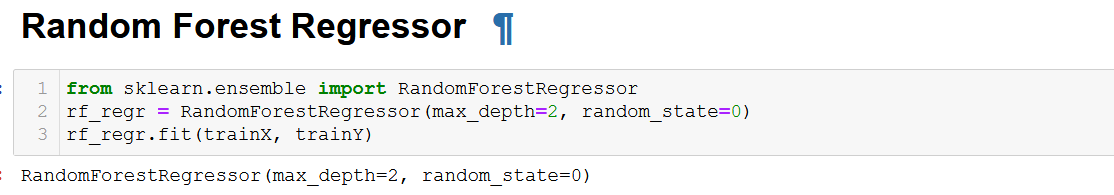 Random Forest Regressor ¶
1 from sklearn.ensemble import RandomForestRegressor
2 rf_regr = RandomForestRegressor(max_depth=2, random_state=0)
3 rf_regr.fit(trainX, trainY)
RandomForestRegressor(max_depth=2, random_state=0)